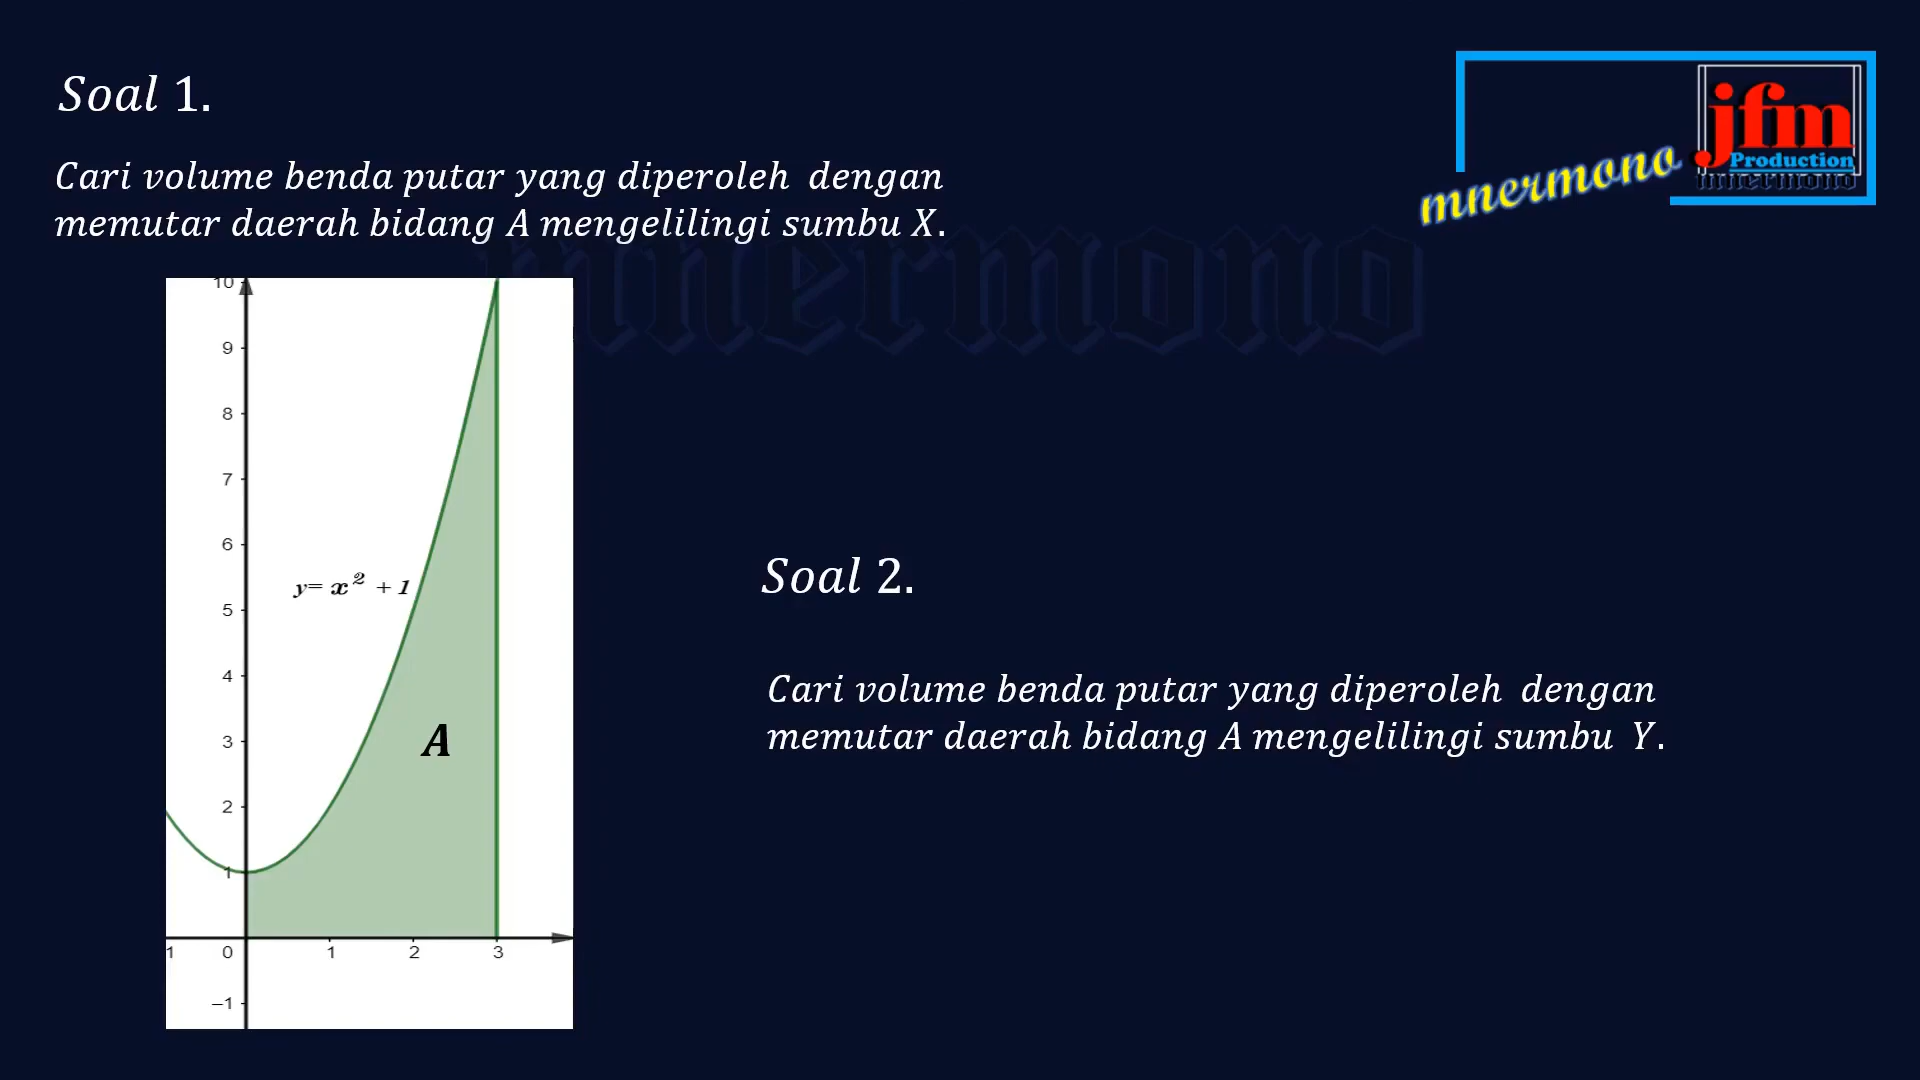 Soal 1.
Cari volume benda putar yang diperoleh dengan
memutar daerah bidang A mengelilingi sumbu X.
jfm
Production
mnermono
mnermono
mnermono
10
9
8
7
6
y= x² + 1
5
4
3
A
2
1
1 0 1 2 3
–1
Soal 2.
Cari volume benda putar yang diperoleh dengan
memutar daerah bidang A mengelilingi sumbu Y.